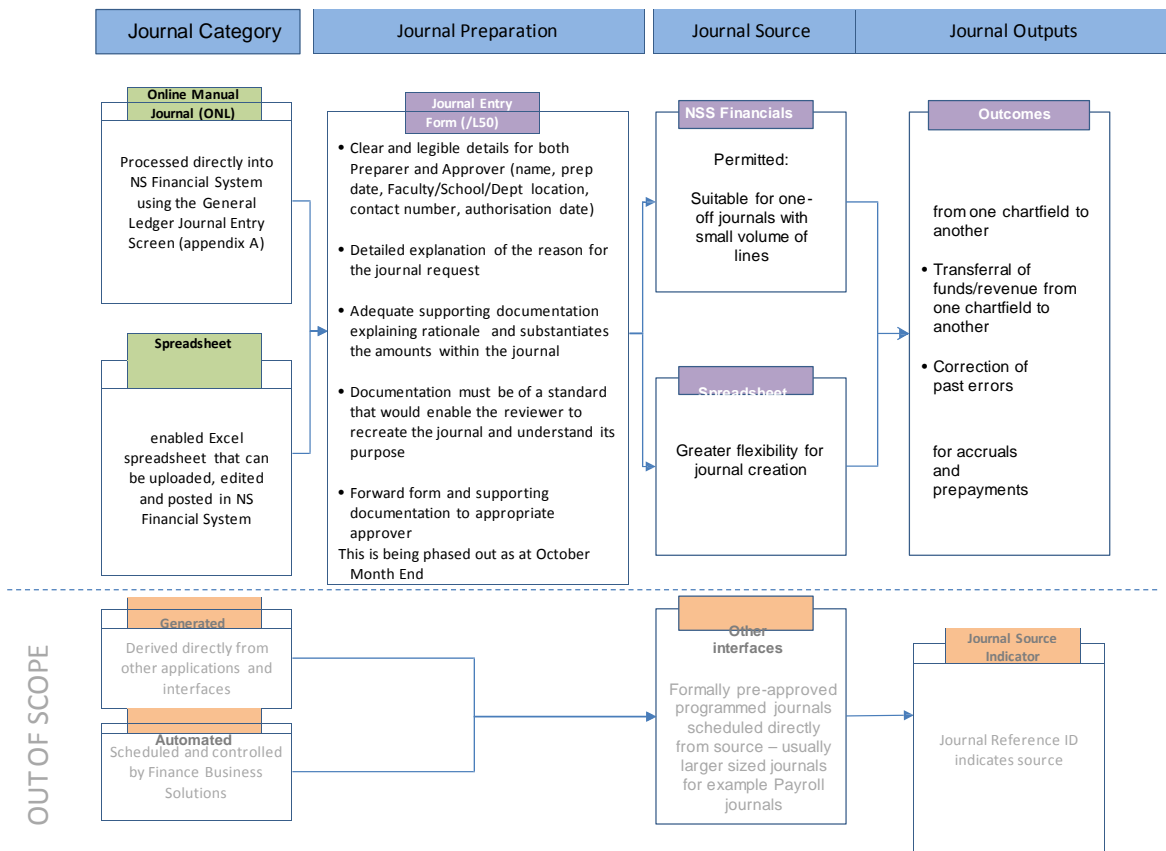 Journal Category
Journal Preparation
Journal Source
Journal Outputs
Online Manual
Journal (ONL)
Processed directly into
NS Financial System
using the General
Ledger Journal Entry
Screen (appendix A)
Spreadsheet
enabled Excel
spreadsheet that can
be uploaded, edited
and posted in NS
Financial System
Journal Entry
Form (/L50)
• Clear and legible details for both
Preparer and Approver (name, prep
date, Faculty/School/Dept location,
contact number, authorisation date)
• Detailed explanation of the reason for
the journal request
• Adequate supporting documentation
explaining rationale and substantiates
the amounts within the journal
• Documentation must be of a standard
that would enable the reviewer to
recreate the journal and understand its
purpose
• Forward form and supporting
documentation to appropriate
approver
This is being phased out as at October
Month End
NSS Financials
Permitted:
Suitable for one-
off journals with
small volume of
lines
Spreadsheet
Greater flexibility for
journal creation
Outcomes
from one chartfield to
another
• Transferral of
funds/revenue from
one chartfield to
another
• Correction of
past errors
for accruals
and
prepayments
OUT OF SCOPE
Generated
Derived directly from
other applications and
interfaces
Automated
Scheduled and controlled
by Finance Business
Solutions
Other
interfaces
Formally pre-approved
programmed journals
scheduled directly
from source – usually
larger sized journals
for example Payroll
journals
Journal Source
Indicator
Journal Reference ID
indicates source